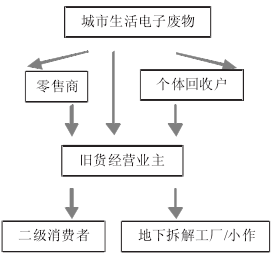 城市生活电子废物
零售商
个体回收户
旧货经营业主
二级消费者
地下拆解工厂/小作